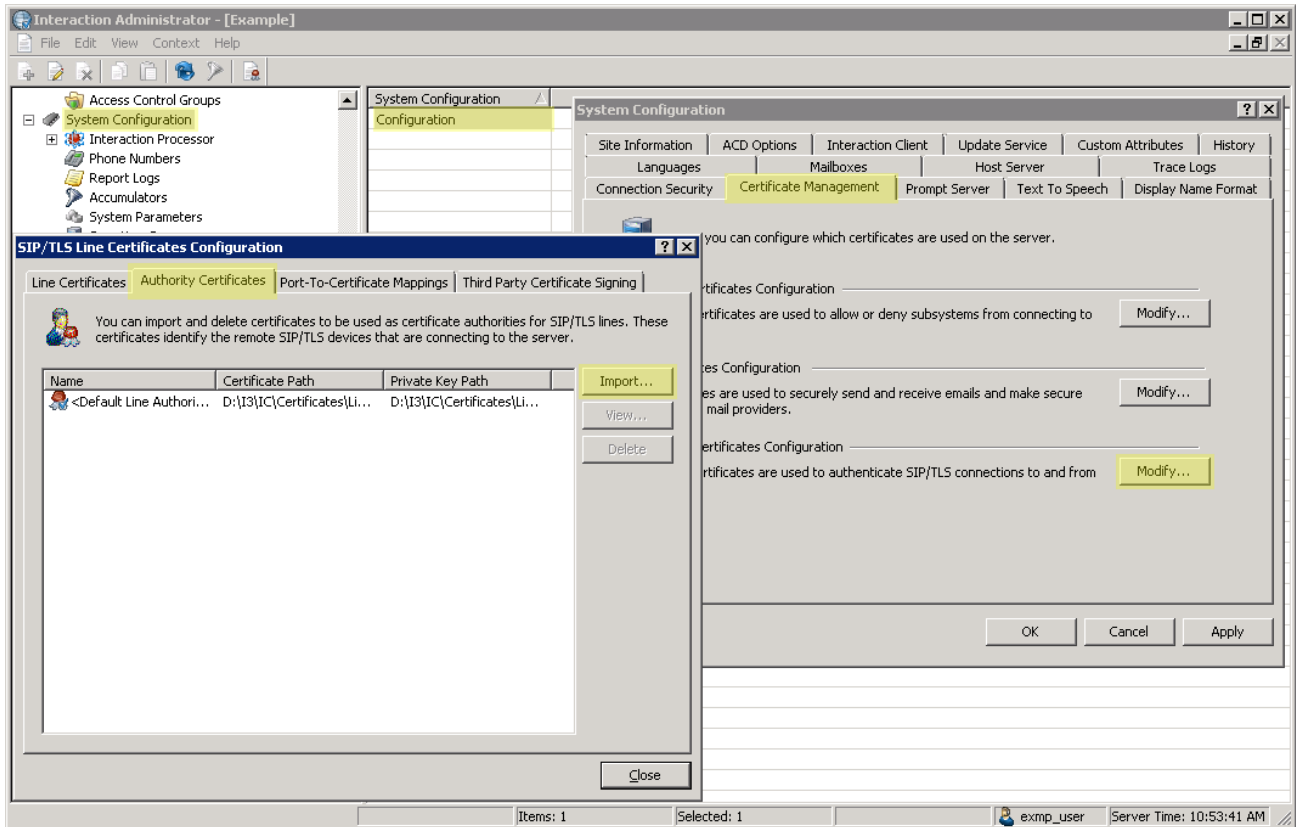 Interaction Administrator - [Example]
File Edit View Context Help
Access Control Groups
System Configuration
Interaction Processor
Phone Numbers
Report Logs
Accumulators
System Parameters
System Configuration
Configuration
System Configuration
Site Information ACD Options Interaction Client Update Service Custom Attributes History
Languages Mailboxes Host Server Trace Logs
Connection Security Certificate Management Prompt Server Text To Speech Display Name Format
you can configure which certificates are used on the server.
Certificates Configuration
certificates are used to allow or deny subsystems from connecting to
Modify...
es Configuration
es are used to securely send and receive emails and make secure
mail providers.
Modify...
ertificates Configuration
rtificates are used to authenticate SIP/TLS connections to and from
Modify...
OK Cancel Apply
SIP/TLS Line Certificates Configuration
Line Certificates Authority Certificates Port-To-Certificate Mappings Third Party Certificate Signing
You can import and delete certificates to be used as certificate authorities for SIP/TLS lines. These
certificates identify the remote SIP/TLS devices that are connecting to the server.
Name Certificate Path Private Key Path
<Default Line Authori... D:\I3\IC\Certificates\Li... D:\I3\IC\Certificates\Li...
Import...
View...
Delete
Close
Items: 1 Selected: 1 exmp_user Server Time: 10:53:41 AM